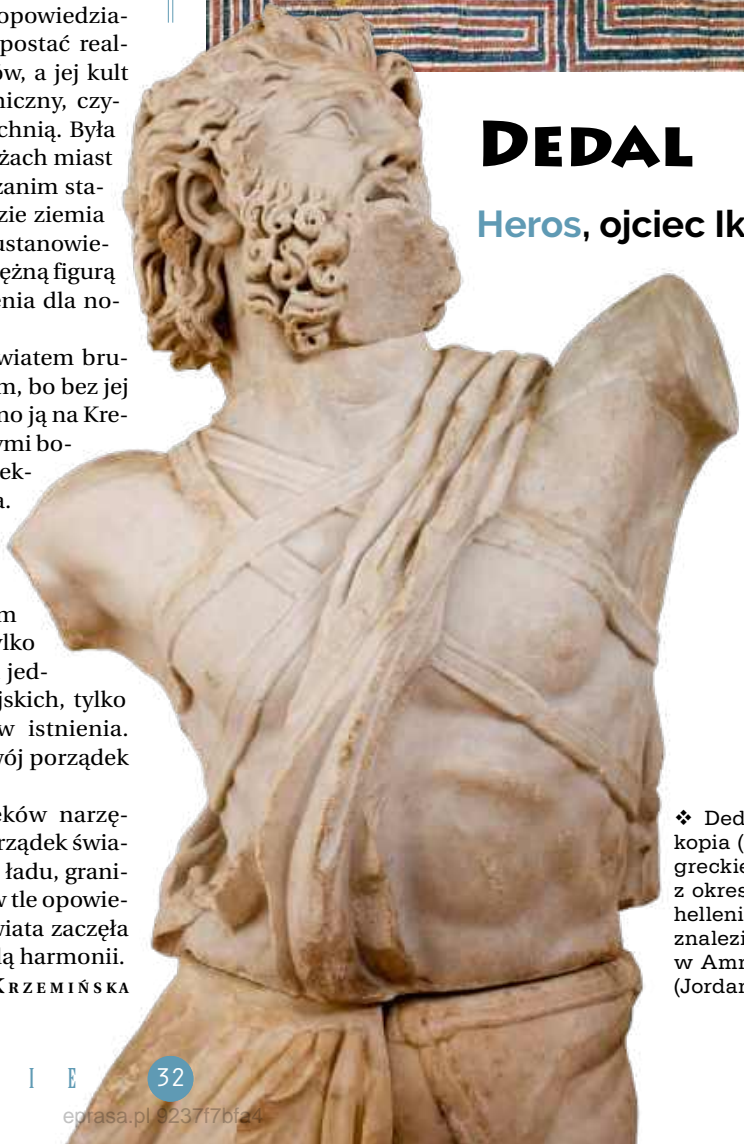 opowiedzia-
postać real-
ów, a jej kult
niczny, czy-
chnią. Była
żach miast
zanim sta-
zie ziemia
ustanowie-
ężną figurą
enia dla no-
wiatem bru-
m, bo bez jej
no ją na Kre-
ymi bo-
ek-
a.
m
ylko
jed-
jskich, tylko
w istnienia.
wój porządek
eków narzę-
rządek świa-
ładu, grani-
w tle opowie-
wiata zaczęła
lą harmonii.
KRZEMIŃSKA
DEDAL
Heros, ojciec Ik
❖ Ded
kopia (
greckie
z okres
hellenis
znalezi
w Amm
(Jordan
I E 32
eprasa.pl 9237f7bfa4